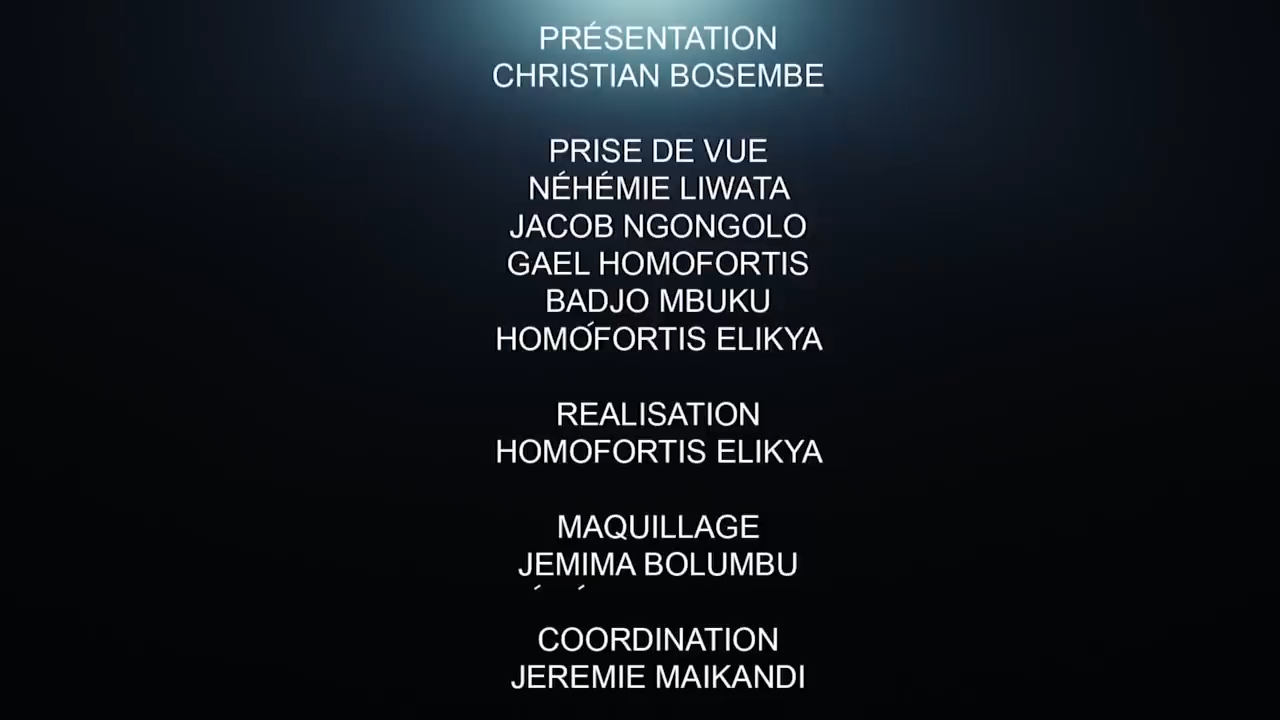 PRÉSENTATION
CHRISTIAN BOSEMBE
PRISE DE VUE
NÉHÉMIE LIWATA
JACOB NGONGOLO
GAEL HOMOFORTIS
BADJO MBUKU
HOMOFORTIS ELIKYA
REALISATION
HOMOFORTIS ELIKYA
MAQUILLAGE
JEMIMA BOLUMBU
COORDINATION
JEREMIE MAIKANDI